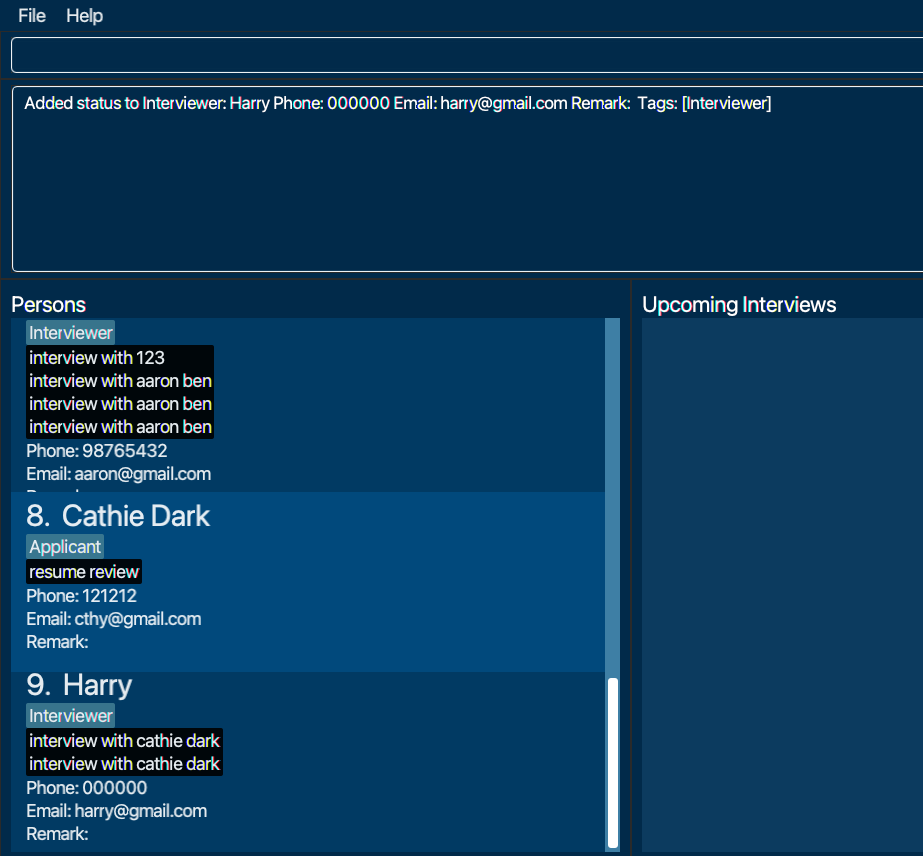 File Help
Added status to Interviewer: Harry Phone: 000000 Email: harry@gmail.com Remark:  Tags: [Interviewer]
Persons
Interviewer
interview with 123
interview with aaron ben
interview with aaron ben
interview with aaron ben
Phone: 98765432
Email: aaron@gmail.com
8. Cathie Dark
Applicant
resume review
Phone: 121212
Email: cthy@gmail.com
Remark:
9. Harry
Interviewer
interview with cathie dark
interview with cathie dark
Phone: 000000
Email: harry@gmail.com
Remark:
Upcoming Interviews